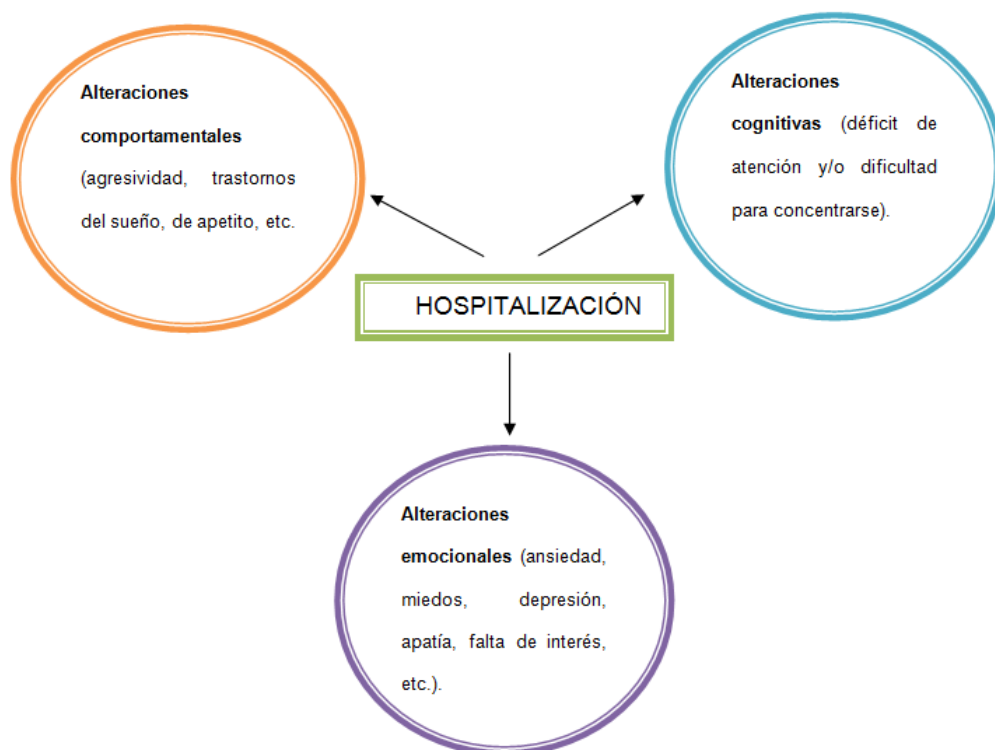 Alteraciones
comportamentales
(agresividad, trastornos
del sueño, de apetito, etc.
Alteraciones
cognitivas (déficit de
atención y/o dificultad
para concentrarse).
HOSPITALIZACIÓN
Alteraciones
emocionales (ansiedad,
miedos, depresión,
apatía, falta de interés,
etc.).